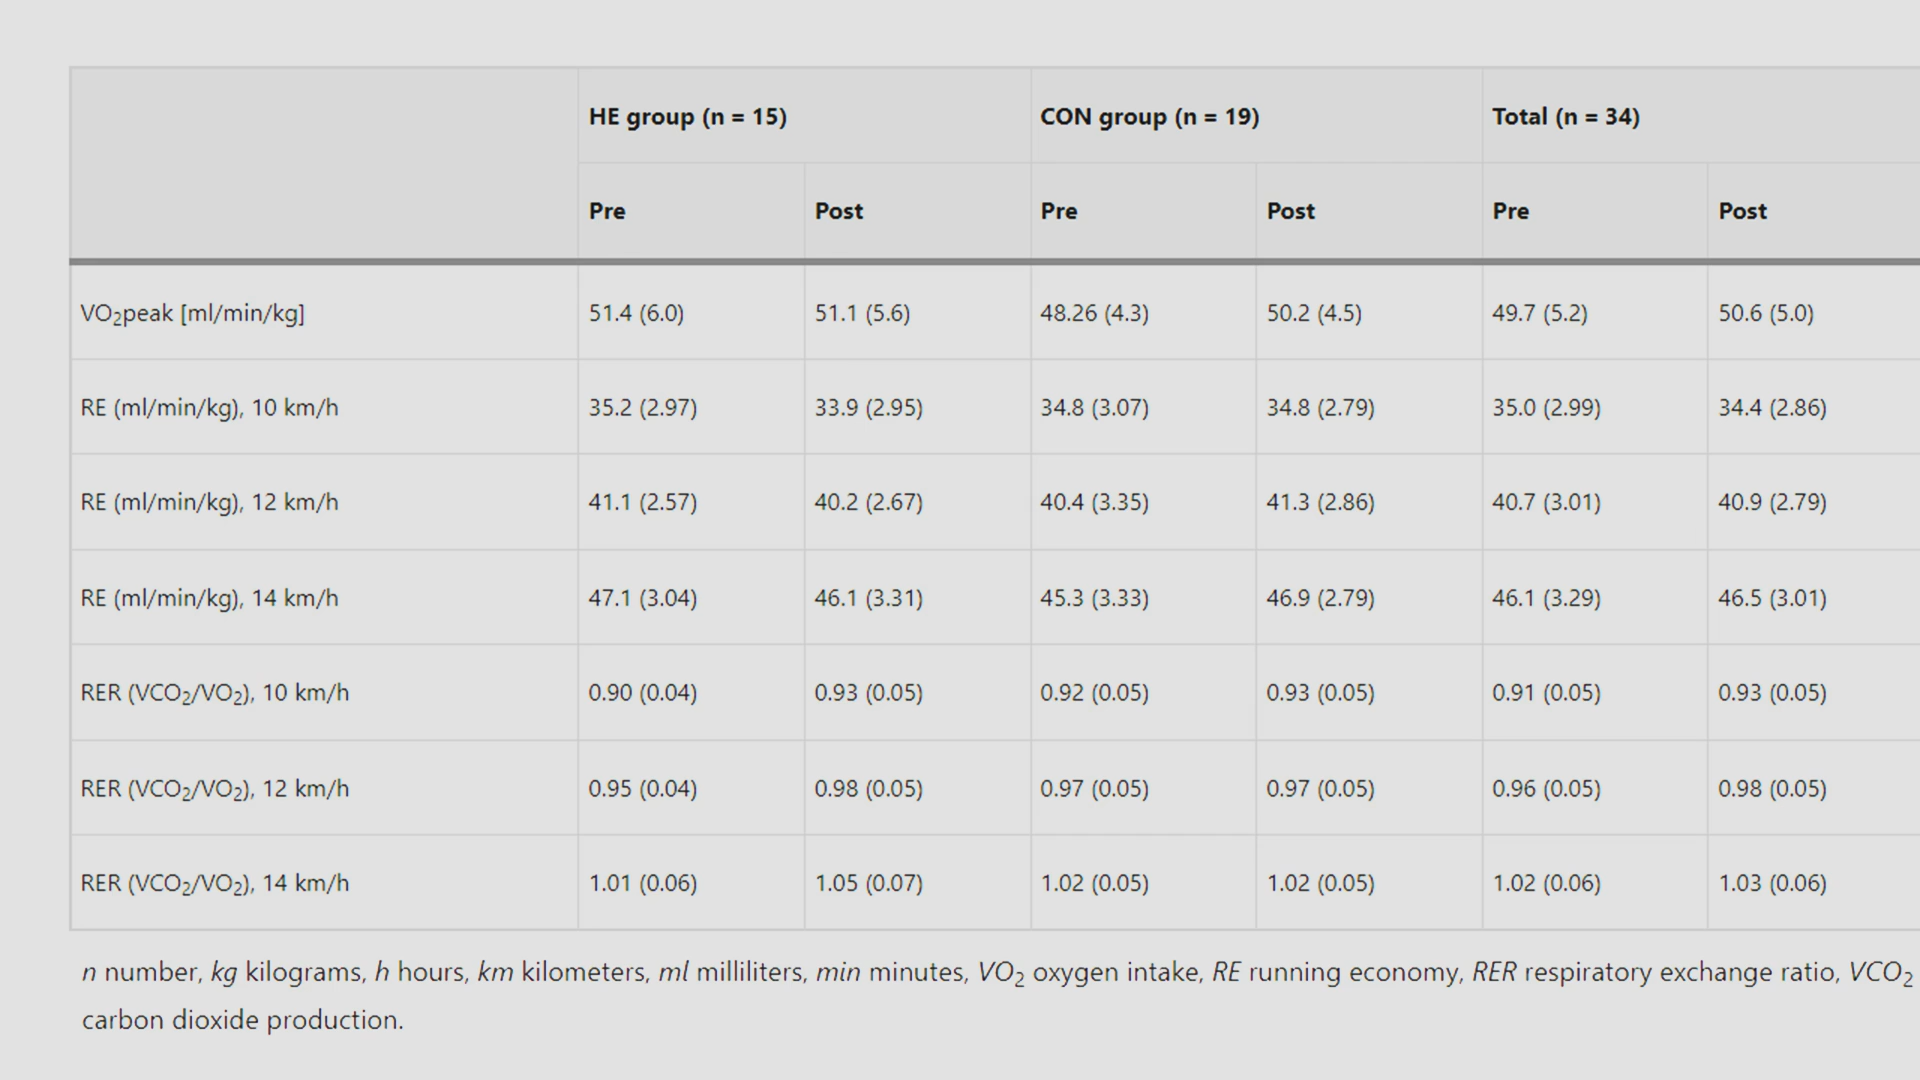 HE group (n = 15) CON group (n = 19) Total (n = 34)
Pre Post Pre Post Pre Post
VO₂peak [ml/min/kg] 51.4 (6.0) 51.1 (5.6) 48.26 (4.3) 50.2 (4.5) 49.7 (5.2) 50.6 (5.0)
RE (ml/min/kg), 10 km/h 35.2 (2.97) 33.9 (2.95) 34.8 (3.07) 34.8 (2.79) 35.0 (2.99) 34.4 (2.86)
RE (ml/min/kg), 12 km/h 41.1 (2.57) 40.2 (2.67) 40.4 (3.35) 41.3 (2.86) 40.7 (3.01) 40.9 (2.79)
RE (ml/min/kg), 14 km/h 47.1 (3.04) 46.1 (3.31) 45.3 (3.33) 46.9 (2.79) 46.1 (3.29) 46.5 (3.01)
RER (VCO₂/VO₂), 10 km/h 0.90 (0.04) 0.93 (0.05) 0.92 (0.05) 0.93 (0.05) 0.91 (0.05) 0.93 (0.05)
RER (VCO₂/VO₂), 12 km/h 0.95 (0.04) 0.98 (0.05) 0.97 (0.05) 0.97 (0.05) 0.96 (0.05) 0.98 (0.05)
RER (VCO₂/VO₂), 14 km/h 1.01 (0.06) 1.05 (0.07) 1.02 (0.05) 1.02 (0.05) 1.02 (0.06) 1.03 (0.06)
n number, kg kilograms, h hours, km kilometers, ml milliliters, min minutes, VO₂ oxygen intake, RE running economy, RER respiratory exchange ratio, VCO₂
carbon dioxide production.